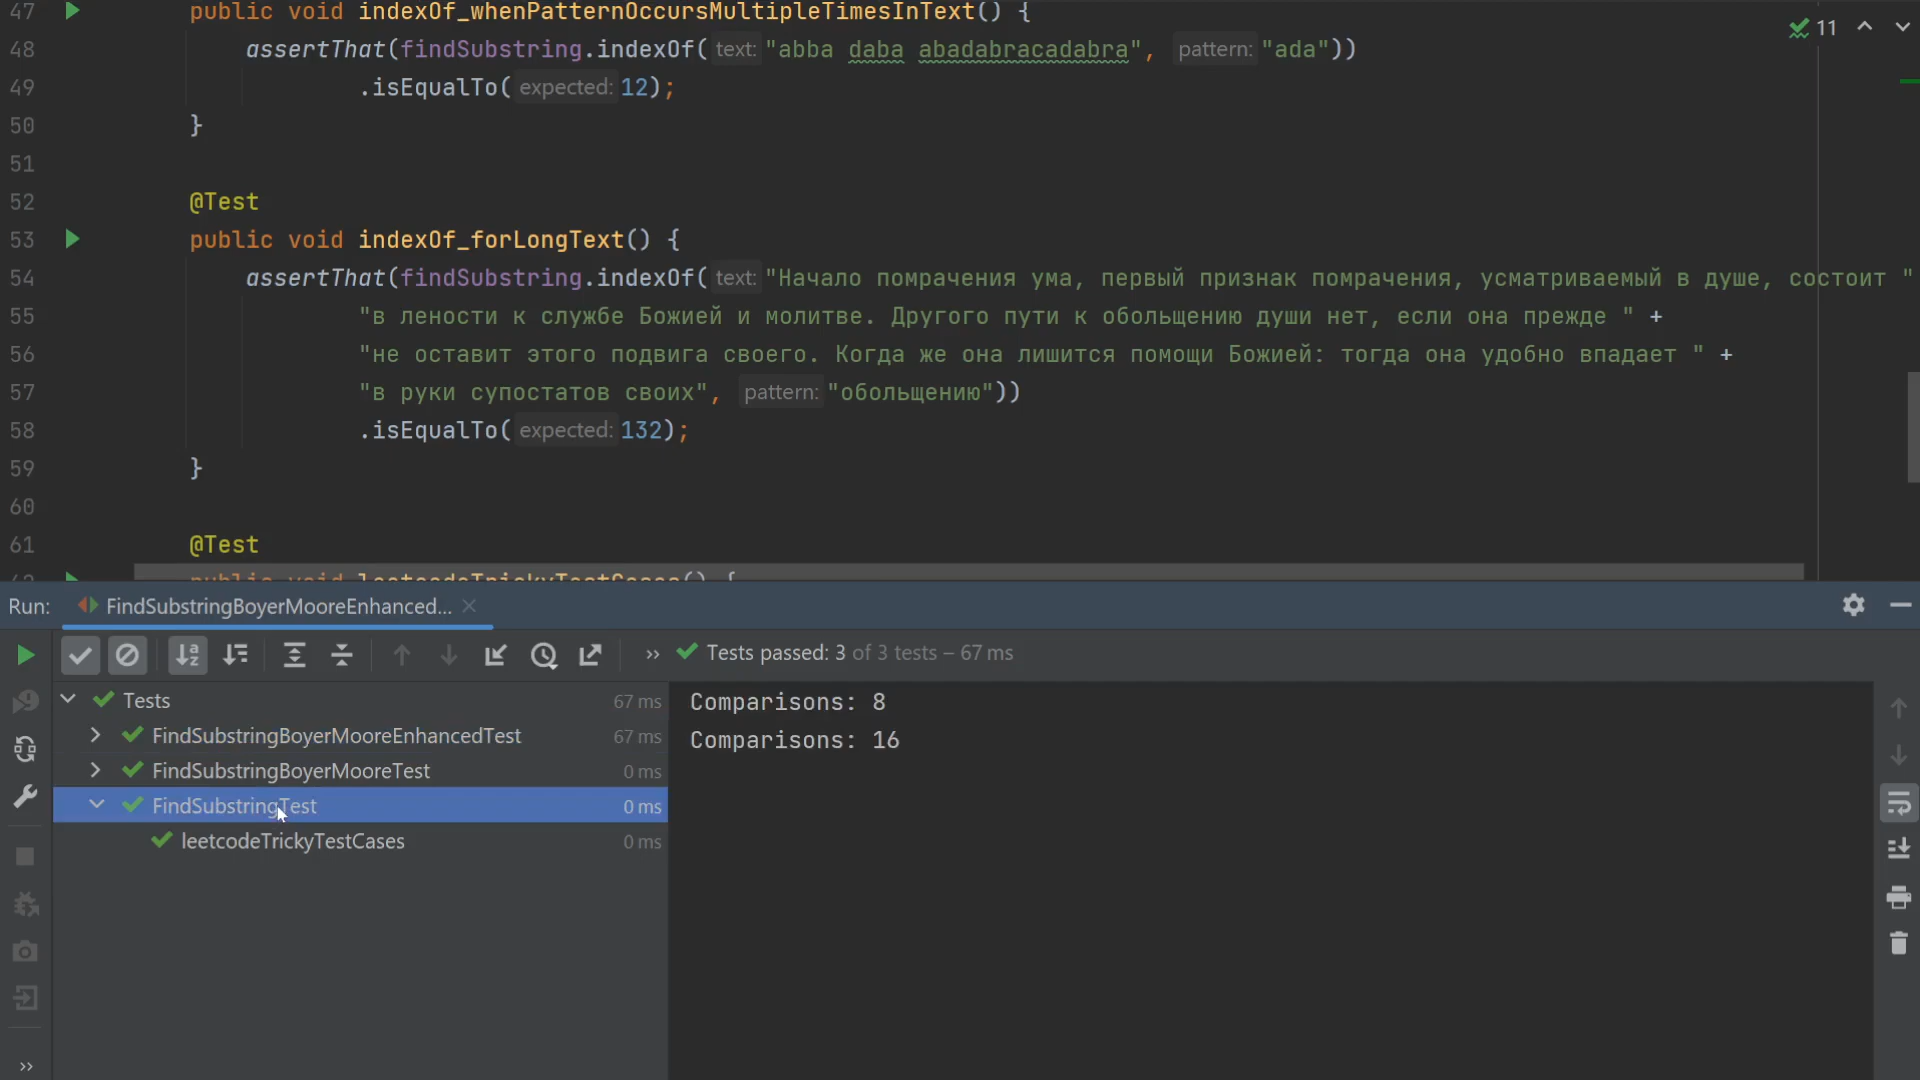 47 public void indexOf_whenPatternOccursMultipleTimesInText() {
11
48 assertThat(findSubstring.indexOf( text: "abba daba abadabracadabra", pattern: "ada"))
49 .isEqualTo( expected: 12);
50 }
51
52 @Test
53 public void indexOf_forLongText() {
54 assertThat(findSubstring.indexOf( text: "Начало помрачения ума, первый признак помрачения, усматриваемый в душе, состоит "
55 "в лености к службе Божией и молитве. Другого пути к обольщению души нет, если она прежде " +
56 "не оставит этого подвига своего. Когда же она лишится помощи Божией: тогда она удобно впадает " +
57 "в руки супостатов своих", pattern: "обольщению"))
58 .isEqualTo( expected: 132);
59 }
60
61 @Test
62 public void leetcodeTrickyTestCases() {
Run: FindSubstringBoyerMooreEnhanced...
Tests passed: 3 of 3 tests – 67 ms
Tests 67 ms
FindSubstringBoyerMooreEnhancedTest 67 ms
FindSubstringBoyerMooreTest 0 ms
FindSubstringTest 0 ms
leetcodeTrickyTestCases 0 ms
Comparisons: 8
Comparisons: 16